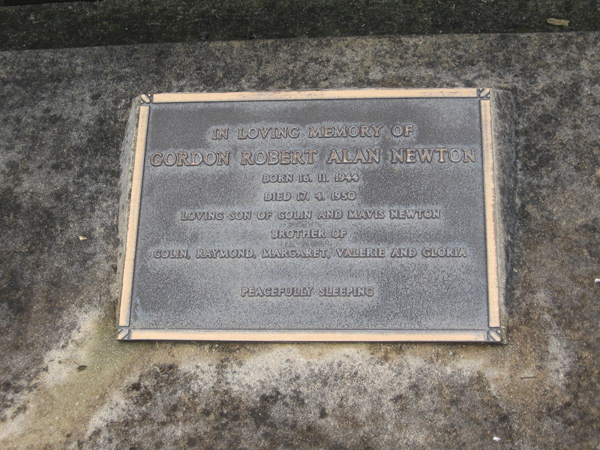 IN LOVING MEMORY OF
GORDON ROBERT ALAN NEWTON
BORN 16. 11. 1944
DIED 17. 4. 1950
LOVING SON OF COLIN AND MAVIS NEWTON
BROTHER OF
COLIN, RAYMOND, MARGARET, VALERIE AND GLORIA
PEACEFULLY SLEEPING